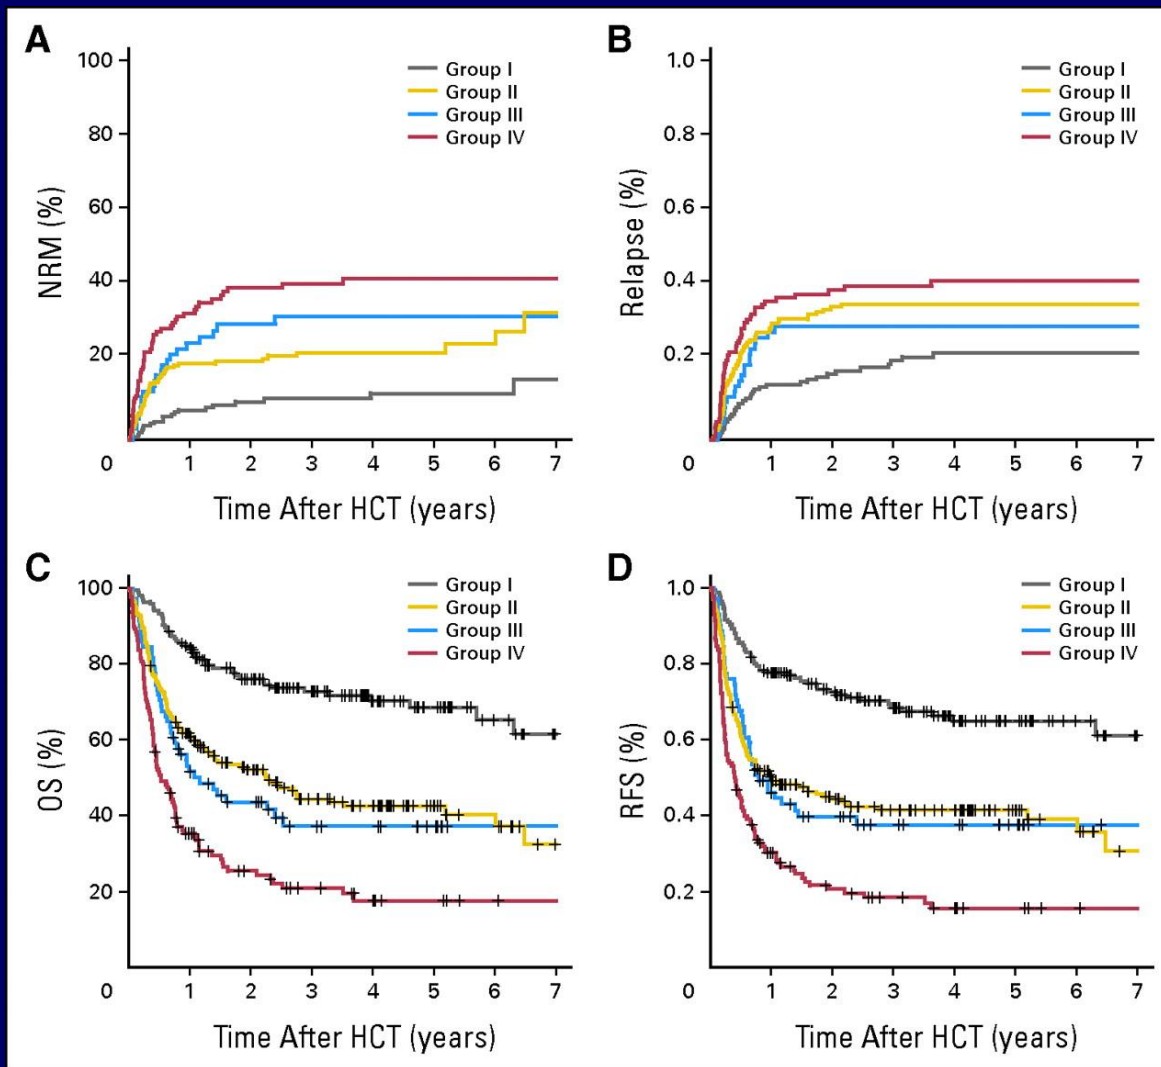 A
NRM (%)
100
80
60
40
20
0
1 2 3 4 5 6 7
Time After HCT (years)
Group I
Group II
Group III
Group IV
B
Relapse (%)
1.0
0.8
0.6
0.4
0.2
0
1 2 3 4 5 6 7
Time After HCT (years)
Group I
Group II
Group III
Group IV
C
OS (%)
100
80
60
40
20
0
1 2 3 4 5 6 7
Time After HCT (years)
Group I
Group II
Group III
Group IV
D
RFS (%)
1.0
0.8
0.6
0.4
0.2
0
1 2 3 4 5 6 7
Time After HCT (years)
Group I
Group II
Group III
Group IV